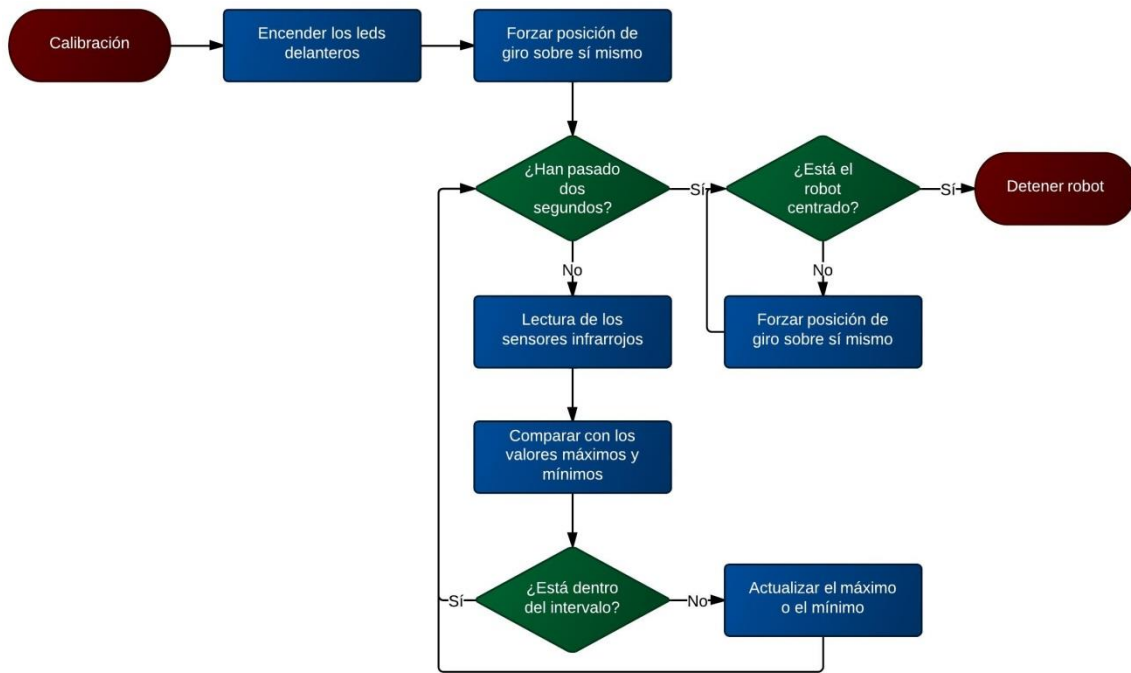 Calibración
Encender los leds
delanteros
Forzar posición de
giro sobre sí mismo
¿Han pasado
dos
segundos?
Sí
¿Está el
robot
centrado?
Sí
Detener robot
No
No
Lectura de los
sensores infrarrojos
Forzar posición de
giro sobre sí mismo
Comparar con los
valores máximos y
mínimos
¿Está dentro
del intervalo?
Sí
No
Actualizar el máximo
o el mínimo